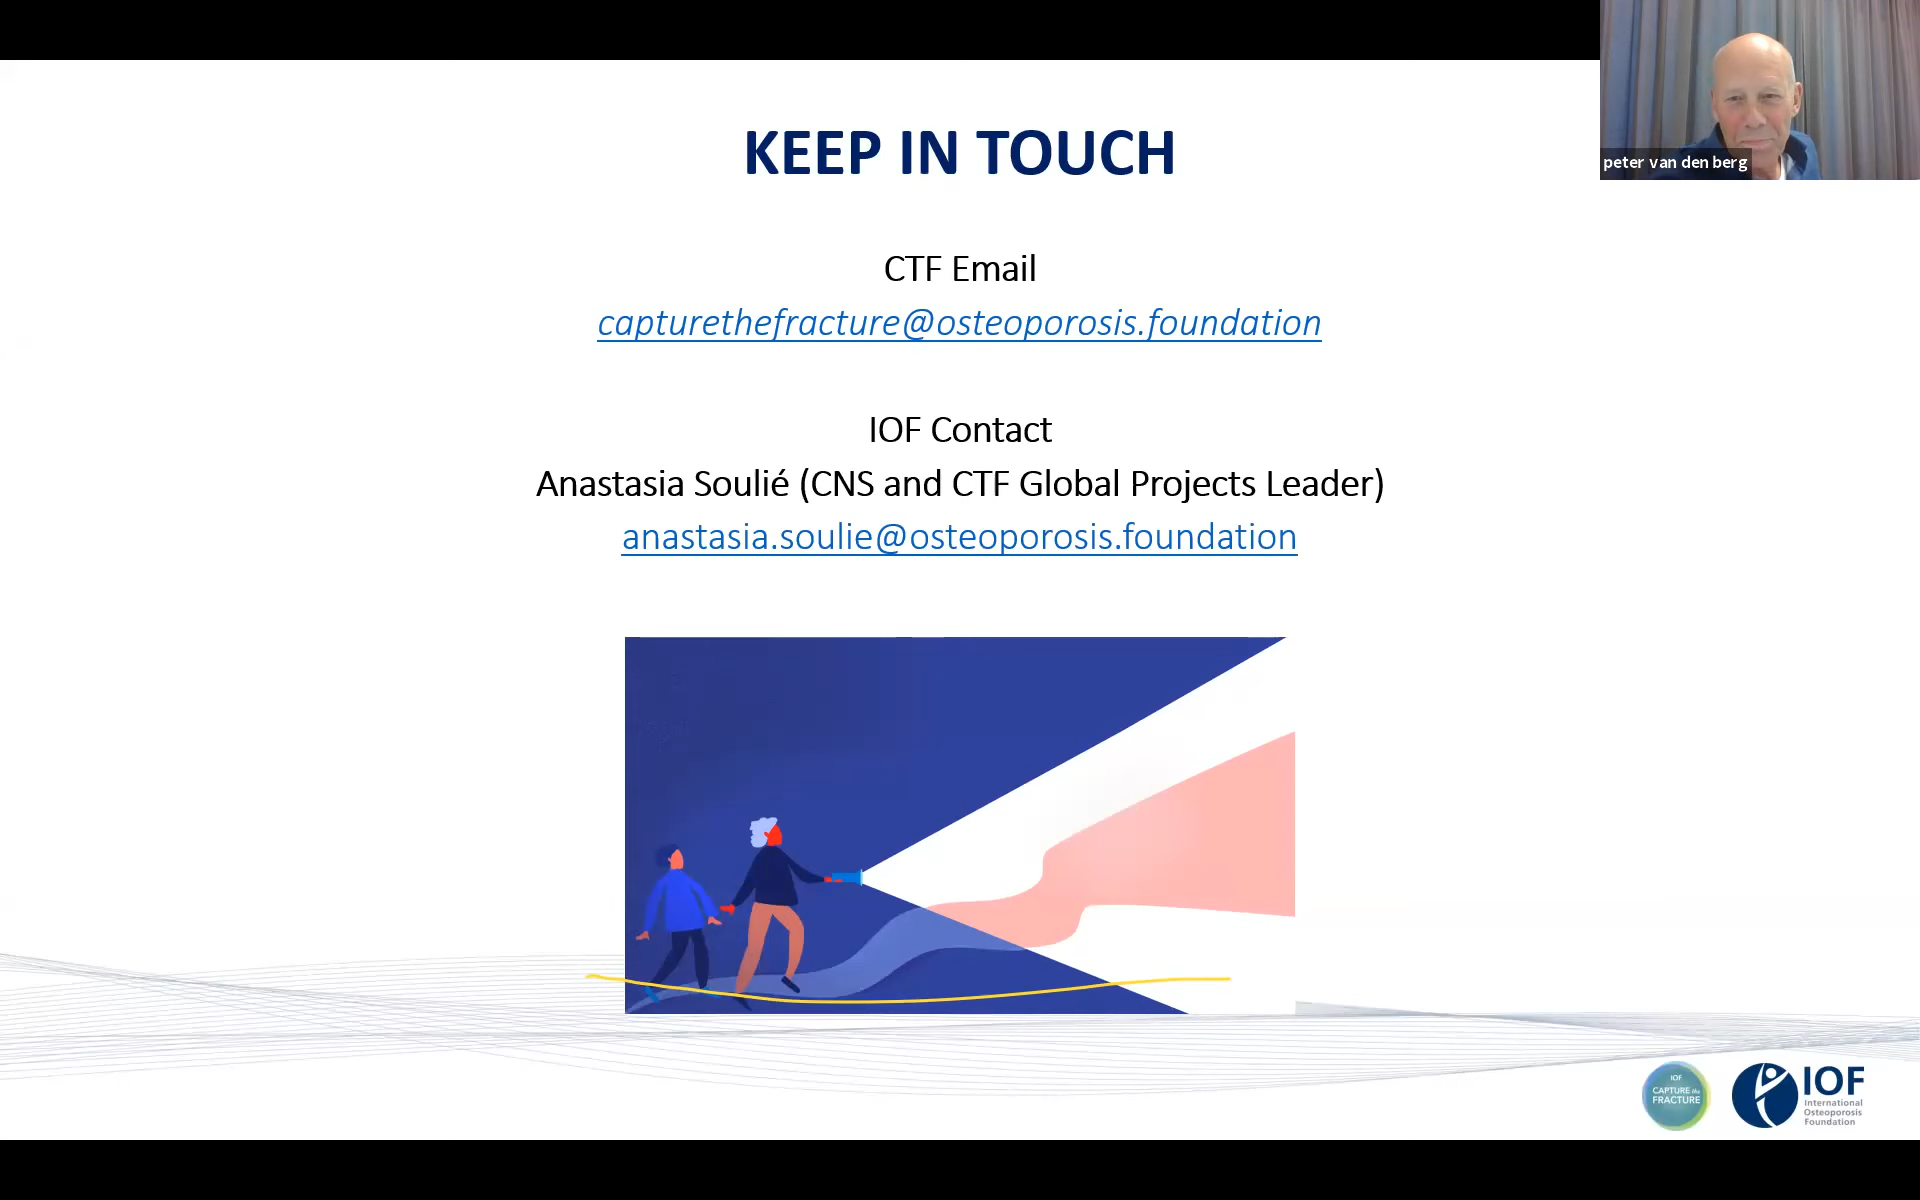 KEEP IN TOUCH
peter van den berg
CTF Email
capturethefracture@osteoporosis.foundation
IOF Contact
Anastasia Soulié (CNS and CTF Global Projects Leader)
anastasia.soulie@osteoporosis.foundation
IOF
CAPTURE the
FRACTURE
IOF
International
Osteoporosis
Foundation